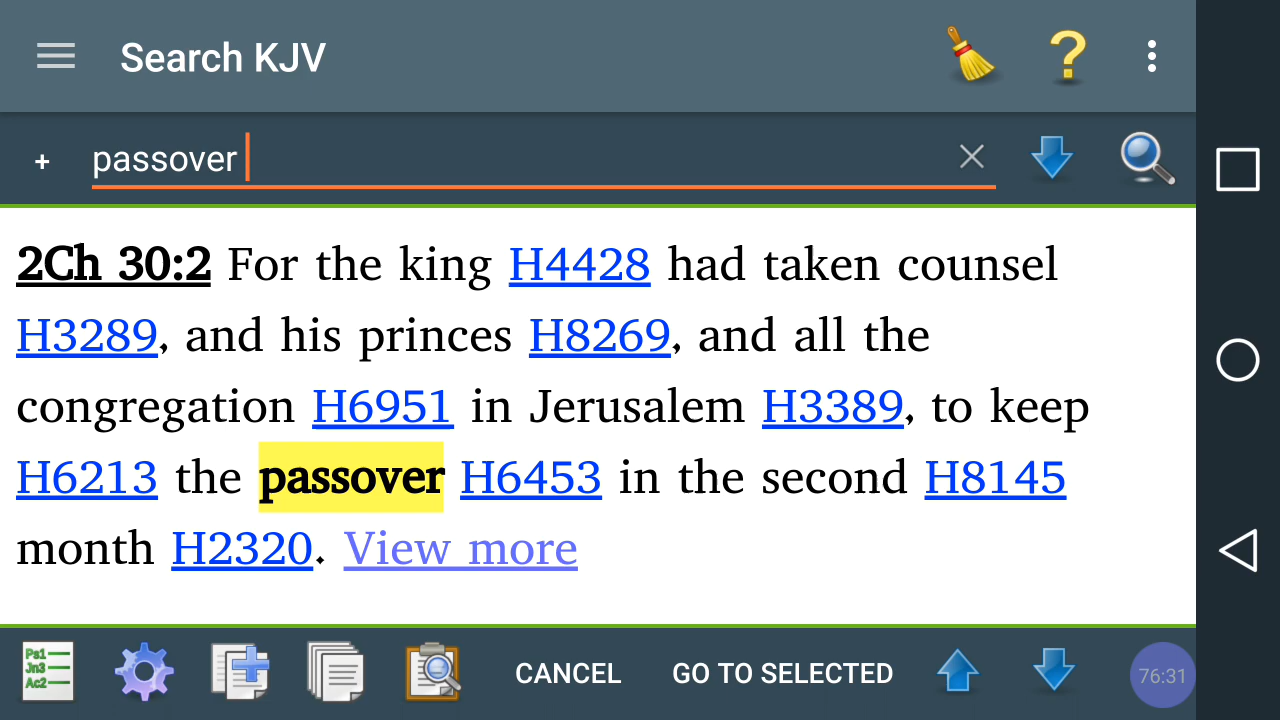 Search KJV
?
+ passover
2Ch 30:2 For the king H4428 had taken counsel
H3289, and his princes H8269, and all the
congregation H6951 in Jerusalem H3389, to keep
H6213 the passover H6453 in the second H8145
month H2320. View more
Ps1
Jn3
Ac2
CANCEL GO TO SELECTED 76:31